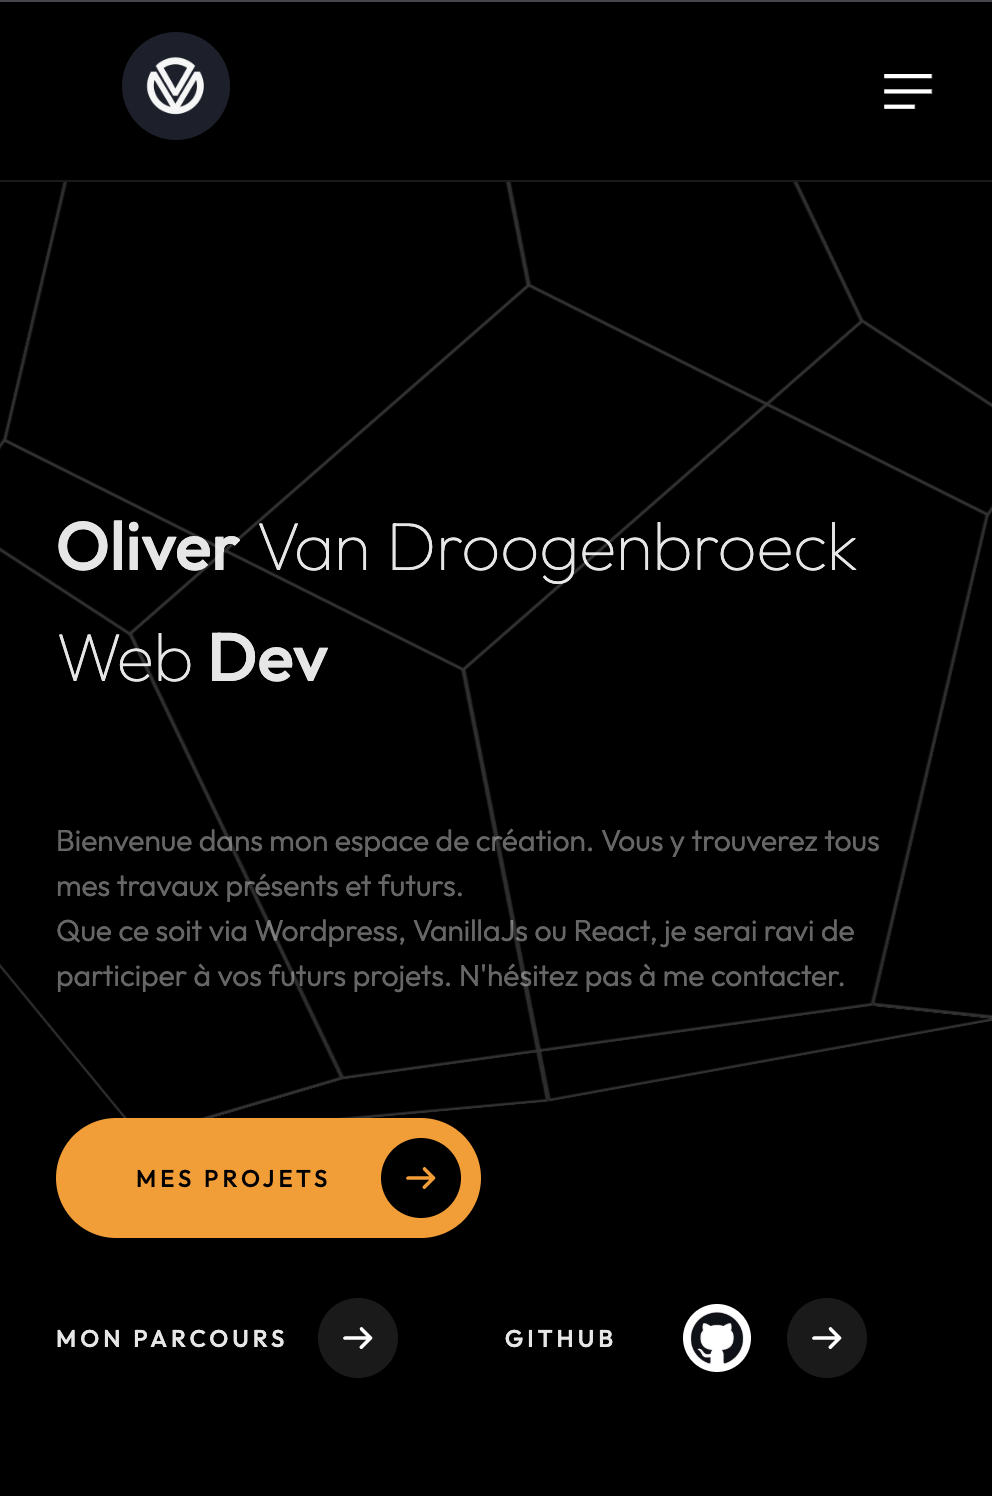 Oliver Van Droogenbroeck
Web Dev
Bienvenue dans mon espace de création. Vous y trouverez tous
mes travaux présents et futurs.
Que ce soit via Wordpress, VanillaJs ou React, je serai ravi de
participer à vos futurs projets. N'hésitez pas à me contacter.
MES PROJETS
MON PARCOURS GITHUB